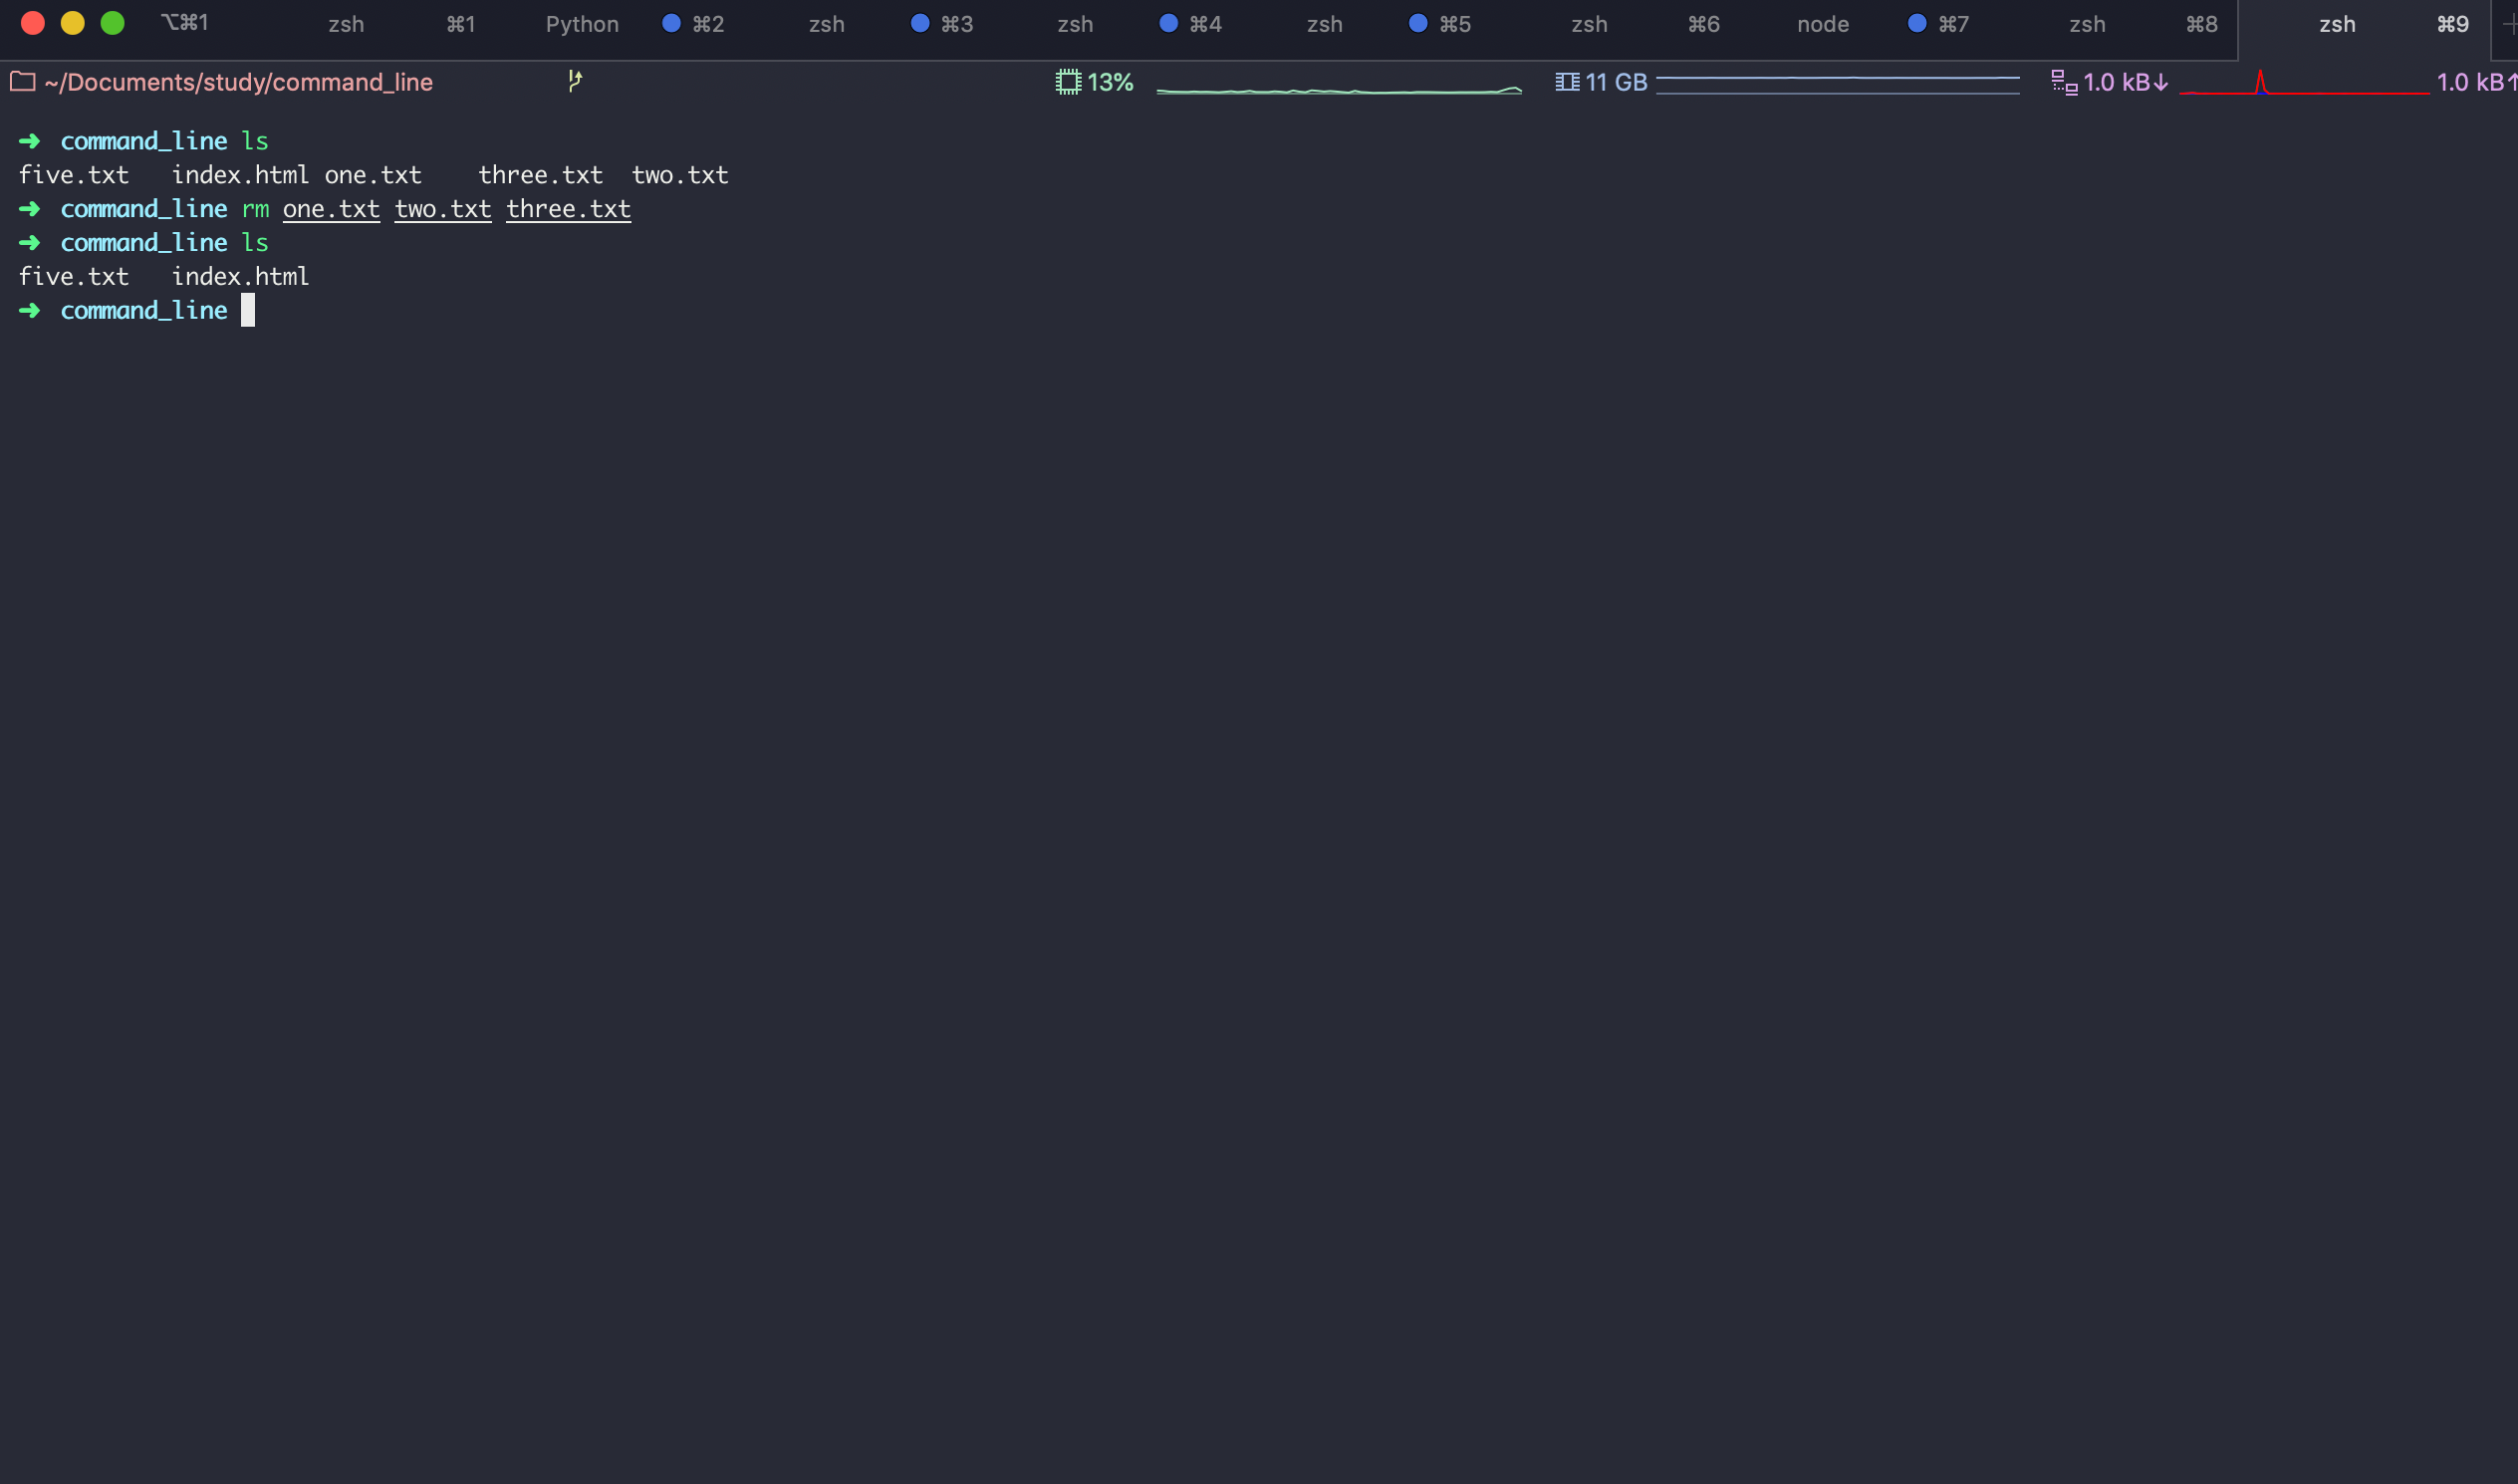 ⌥⌘1 zsh ⌘1 Python ⌘2 zsh ⌘3 zsh ⌘4 zsh ⌘5 zsh ⌘6 node ⌘7 zsh ⌘8 zsh ⌘9
~/Documents/study/command_line 13% 11 GB 1.0 kB↓ 1.0 kB↑
➜ command_line ls
five.txt index.html one.txt three.txt two.txt
➜ command_line rm one.txt two.txt three.txt
➜ command_line ls
five.txt index.html
➜ command_line